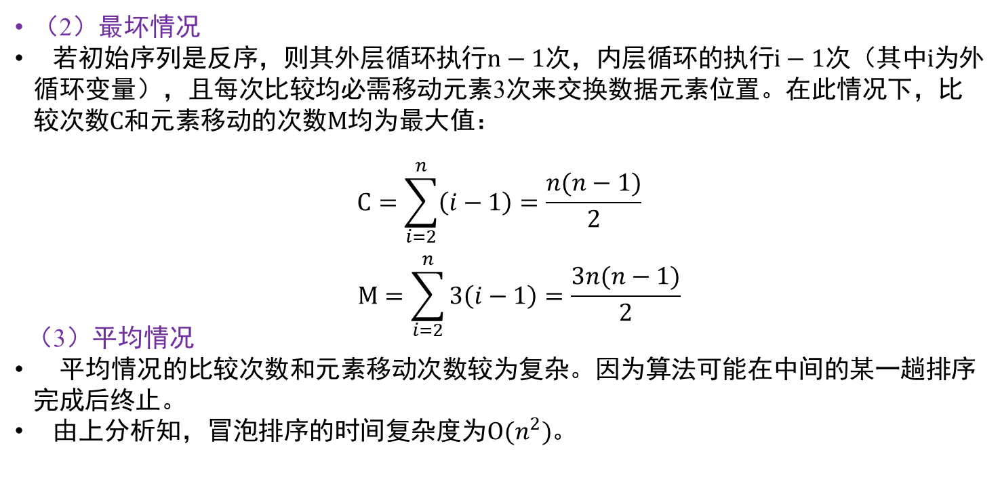 • （2）最坏情况
• 若初始序列是反序，则其外层循环执行n − 1次，内层循环的执行i − 1次（其中i为外
循环变量），且每次比较均必需移动元素3次来交换数据元素位置。在此情况下，比
较次数C和元素移动的次数M均为最大值：
C = \sum_{i=2}^{n} (i − 1) = \frac{n(n − 1)}{2}
M = \sum_{i=2}^{n} 3(i − 1) = \frac{3n(n − 1)}{2}
（3）平均情况
• 平均情况的比较次数和元素移动次数较为复杂。因为算法可能在中间的某一趟排序
完成后终止。
• 由上分析知，冒泡排序的时间复杂度为O(n²)。